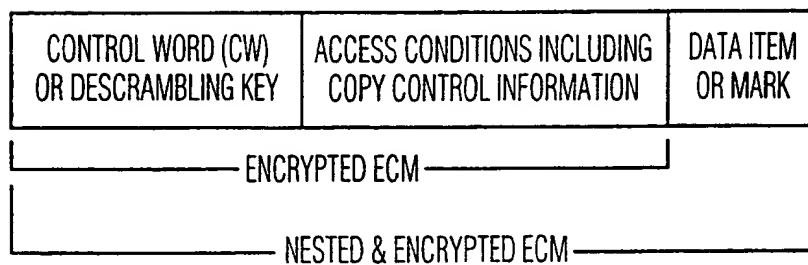 CONTROL WORD (CW)
OR DESCRAMBLING KEY
ACCESS CONDITIONS INCLUDING
COPY CONTROL INFORMATION
DATA ITEM
OR MARK
ENCRYPTED ECM
NESTED & ENCRYPTED ECM